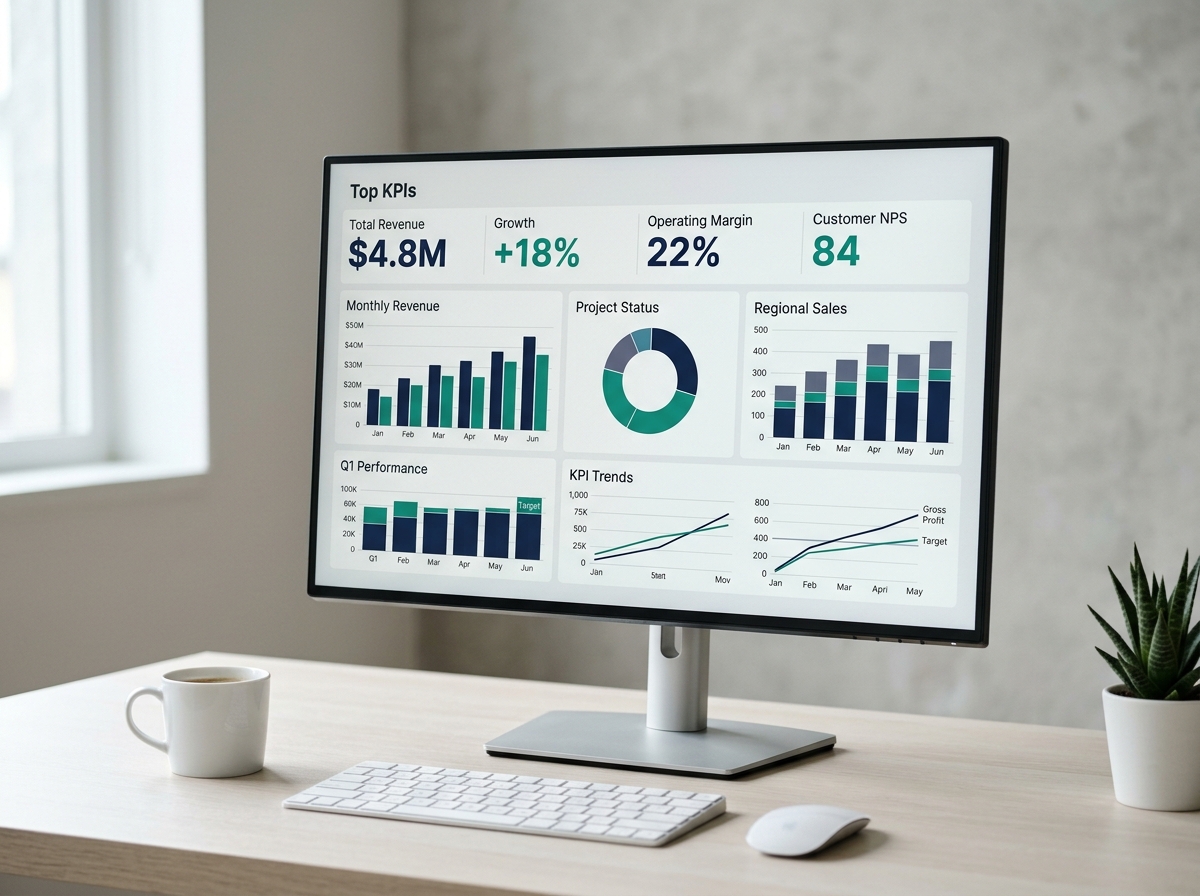 Top KPIs
Total Revenue
$4.8M
Growth
+18%
Operating Margin
22%
Customer NPS
84
Monthly Revenue
$50M
$40M
$30M
$20M
$10M
0
Jan Feb Mar Apr May Jun
Project Status
Regional Sales
500
400
300
200
100
0
Jan Feb Mar Apr May Jun
Q1 Performance
100K
60K
40K
20K
0
Target
G1 Feb Mar Apr May Jun
KPI Trends
1,000
75K
500
25K
0
Jan Mov
800
600
400
200
0
Gross
Profit
Target
Jan Feb Mar Apri May